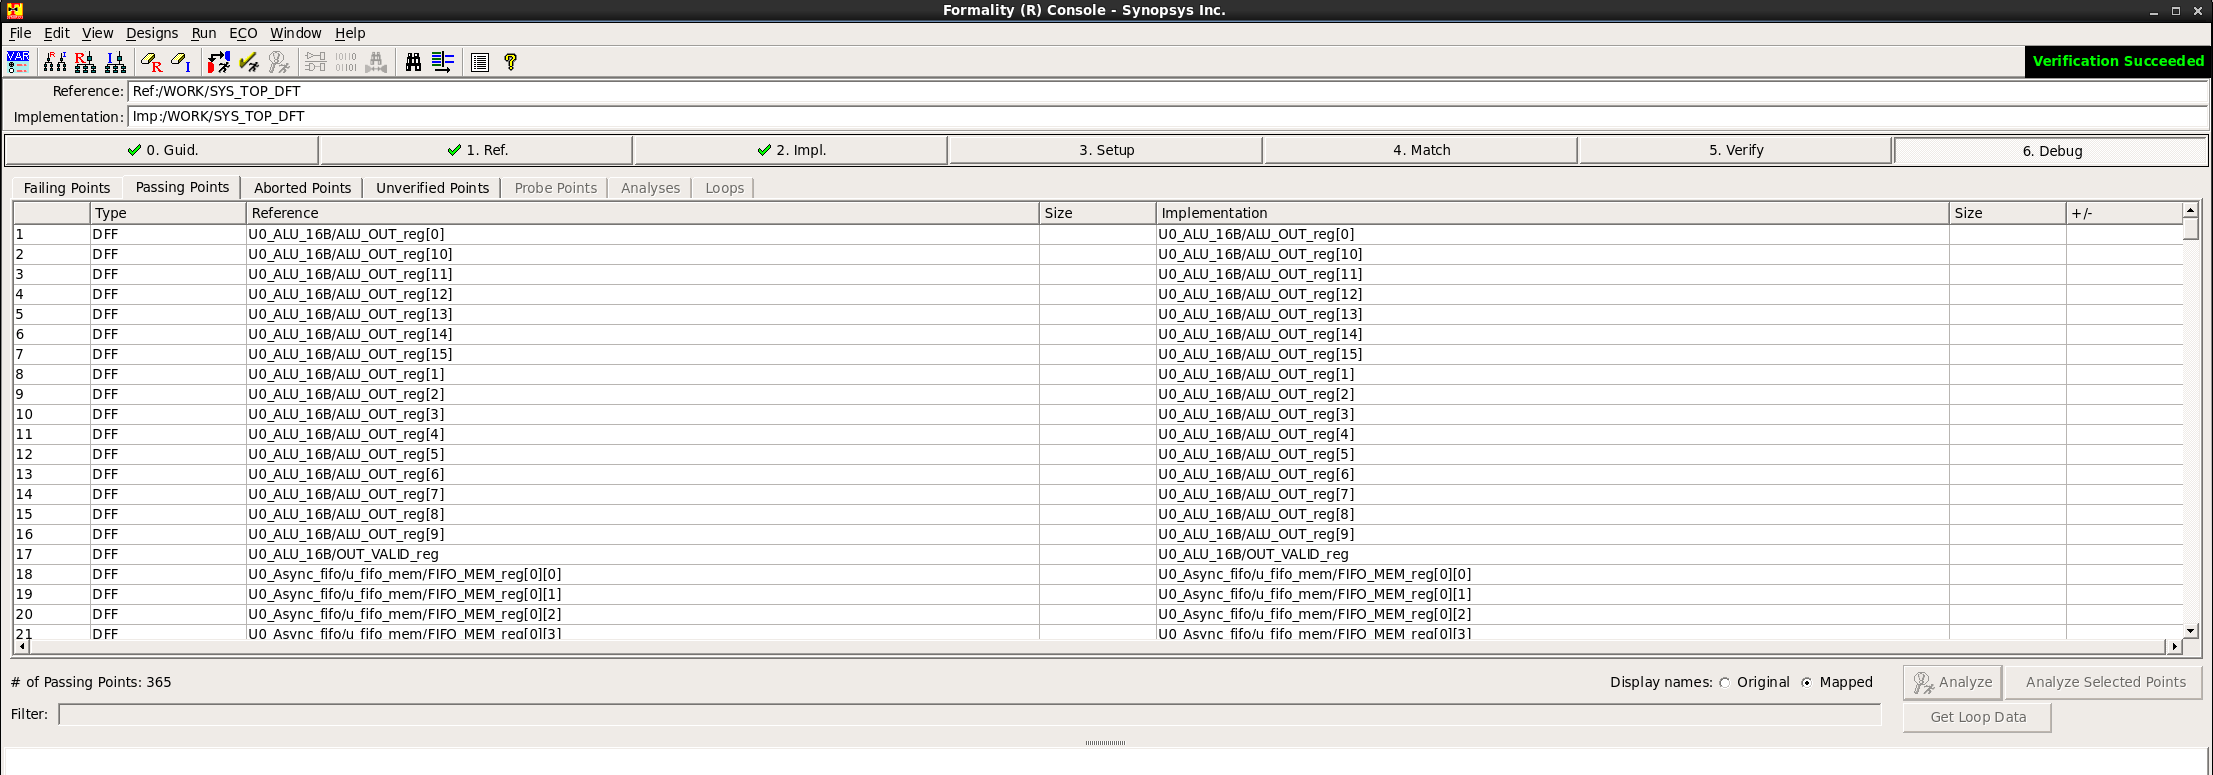 Formality (R) Console - Synopsys Inc.
File Edit View Designs Run ECO Window Help
VAR R I R I R I ? Verification Succeeded
Reference: Ref:/WORK/SYS_TOP_DFT
Implementation: Imp:/WORK/SYS_TOP_DFT
0. Guid. 1. Ref. 2. Impl. 3. Setup 4. Match 5. Verify 6. Debug
Failing Points Passing Points Aborted Points Unverified Points Probe Points Analyses Loops
Type Reference Size Implementation Size +/-
1 DFF U0_ALU_16B/ALU_OUT_reg[0] U0_ALU_16B/ALU_OUT_reg[0]
2 DFF U0_ALU_16B/ALU_OUT_reg[10] U0_ALU_16B/ALU_OUT_reg[10]
3 DFF U0_ALU_16B/ALU_OUT_reg[11] U0_ALU_16B/ALU_OUT_reg[11]
4 DFF U0_ALU_16B/ALU_OUT_reg[12] U0_ALU_16B/ALU_OUT_reg[12]
5 DFF U0_ALU_16B/ALU_OUT_reg[13] U0_ALU_16B/ALU_OUT_reg[13]
6 DFF U0_ALU_16B/ALU_OUT_reg[14] U0_ALU_16B/ALU_OUT_reg[14]
7 DFF U0_ALU_16B/ALU_OUT_reg[15] U0_ALU_16B/ALU_OUT_reg[15]
8 DFF U0_ALU_16B/ALU_OUT_reg[1] U0_ALU_16B/ALU_OUT_reg[1]
9 DFF U0_ALU_16B/ALU_OUT_reg[2] U0_ALU_16B/ALU_OUT_reg[2]
10 DFF U0_ALU_16B/ALU_OUT_reg[3] U0_ALU_16B/ALU_OUT_reg[3]
11 DFF U0_ALU_16B/ALU_OUT_reg[4] U0_ALU_16B/ALU_OUT_reg[4]
12 DFF U0_ALU_16B/ALU_OUT_reg[5] U0_ALU_16B/ALU_OUT_reg[5]
13 DFF U0_ALU_16B/ALU_OUT_reg[6] U0_ALU_16B/ALU_OUT_reg[6]
14 DFF U0_ALU_16B/ALU_OUT_reg[7] U0_ALU_16B/ALU_OUT_reg[7]
15 DFF U0_ALU_16B/ALU_OUT_reg[8] U0_ALU_16B/ALU_OUT_reg[8]
16 DFF U0_ALU_16B/ALU_OUT_reg[9] U0_ALU_16B/ALU_OUT_reg[9]
17 DFF U0_ALU_16B/OUT_VALID_reg U0_ALU_16B/OUT_VALID_reg
18 DFF U0_Async_fifo/u_fifo_mem/FIFO_MEM_reg[0][0] U0_Async_fifo/u_fifo_mem/FIFO_MEM_reg[0][0]
19 DFF U0_Async_fifo/u_fifo_mem/FIFO_MEM_reg[0][1] U0_Async_fifo/u_fifo_mem/FIFO_MEM_reg[0][1]
20 DFF U0_Async_fifo/u_fifo_mem/FIFO_MEM_reg[0][2] U0_Async_fifo/u_fifo_mem/FIFO_MEM_reg[0][2]
21 DFF U0_Async_fifo/u_fifo_mem/FIFO_MEM_reg[0][3] U0_Async_fifo/u_fifo_mem/FIFO_MEM_reg[0][3]
# of Passing Points: 365 Display names: Original Mapped Analyze Analyze Selected Points
Filter: Get Loop Data